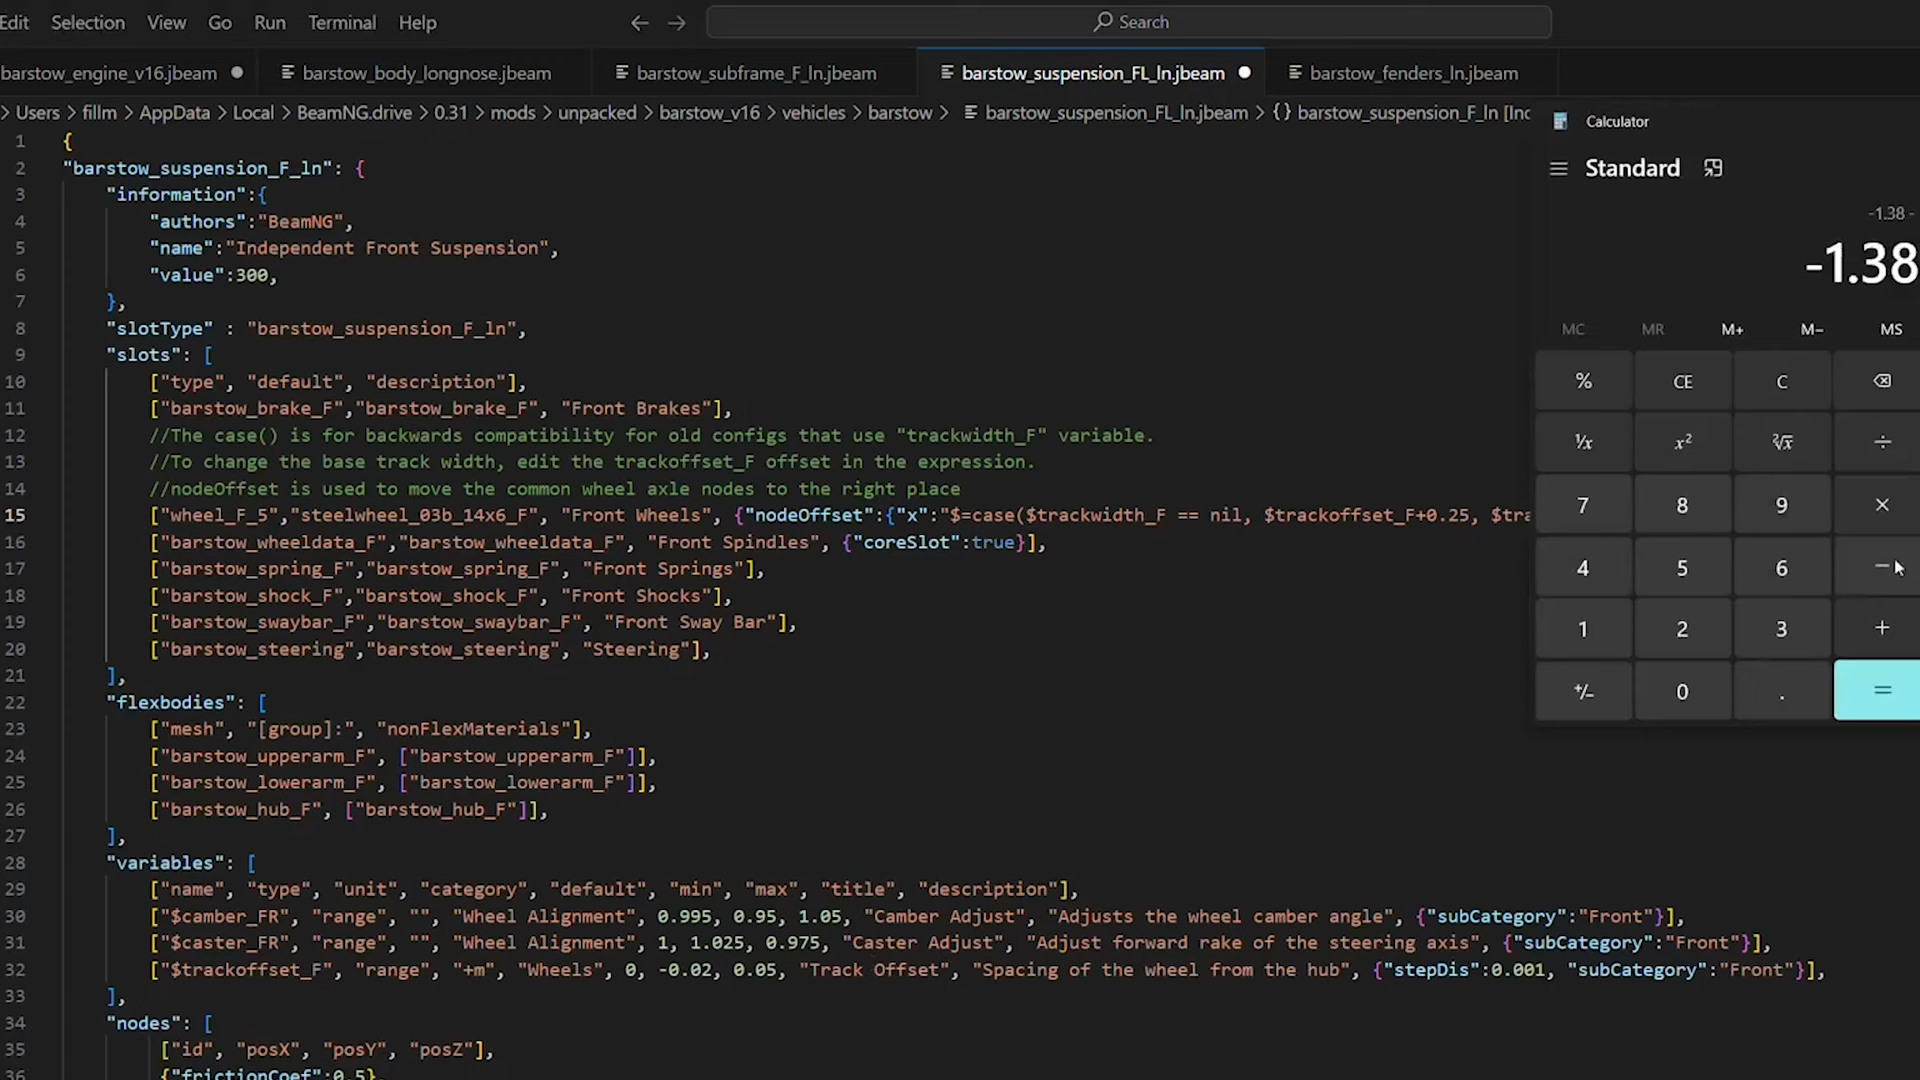 Edit Selection View Go Run Terminal Help
Search
barstow_engine_v16.jbeam
barstow_body_longnose.jbeam
barstow_subframe_F_ln.jbeam
barstow_suspension_FL_ln.jbeam
barstow_fenders_ln.jbeam
> Users > fillm > AppData > Local > BeamNG.drive > 0.31 > mods > unpacked > barstow_v16 > vehicles > barstow > barstow_suspension_FL_ln.jbeam > {} barstow_suspension_F_ln [Inc
1 {
2 "barstow_suspension_F_ln": {
3 "information":{
4 "authors":"BeamNG",
5 "name":"Independent Front Suspension",
6 "value":300,
7 },
8 "slotType" : "barstow_suspension_F_ln",
9 "slots": [
10 ["type", "default", "description"],
11 ["barstow_brake_F","barstow_brake_F", "Front Brakes"],
12 //The case() is for backwards compatibility for old configs that use "trackwidth_F" variable.
13 //To change the base track width, edit the trackoffset_F offset in the expression.
14 //nodeOffset is used to move the common wheel axle nodes to the right place
15 ["wheel_F_5","steelwheel_03b_14x6_F", "Front Wheels", {"nodeOffset":{"x":"$=case($trackwidth_F == nil, $trackoffset_F+0.25, $tra
16 ["barstow_wheeldata_F","barstow_wheeldata_F", "Front Spindles", {"coreSlot":true}],
17 ["barstow_spring_F","barstow_spring_F", "Front Springs"],
18 ["barstow_shock_F","barstow_shock_F", "Front Shocks"],
19 ["barstow_swaybar_F","barstow_swaybar_F", "Front Sway Bar"],
20 ["barstow_steering","barstow_steering", "Steering"],
21 ],
22 "flexbodies": [
23 ["mesh", "[group]:", "nonFlexMaterials"],
24 ["barstow_upperarm_F", ["barstow_upperarm_F"]],
25 ["barstow_lowerarm_F", ["barstow_lowerarm_F"]],
26 ["barstow_hub_F", ["barstow_hub_F"]],
27 ],
28 "variables": [
29 ["name", "type", "unit", "category", "default", "min", "max", "title", "description"],
30 ["$camber_FR", "range", "", "Wheel Alignment", 0.995, 0.95, 1.05, "Camber Adjust", "Adjusts the wheel camber angle", {"subCategory":"Front"}],
31 ["$caster_FR", "range", "", "Wheel Alignment", 1, 1.025, 0.975, "Caster Adjust", "Adjust forward rake of the steering axis", {"subCategory":"Front"}],
32 ["$trackoffset_F", "range", "+m", "Wheels", 0, -0.02, 0.05, "Track Offset", "Spacing of the wheel from the hub", {"stepDis":0.001, "subCategory":"Front"}],
33 ],
34 "nodes": [
35 ["id", "posX", "posY", "posZ"],
36 {"frictionCoef":0.5},
Calculator
Standard
-1.38 -
-1.38
MC MR M+ M− MS
% CE C
⅟x x² ²√x ÷
7 8 9 ×
4 5 6 −
1 2 3 +
+/− 0 . =